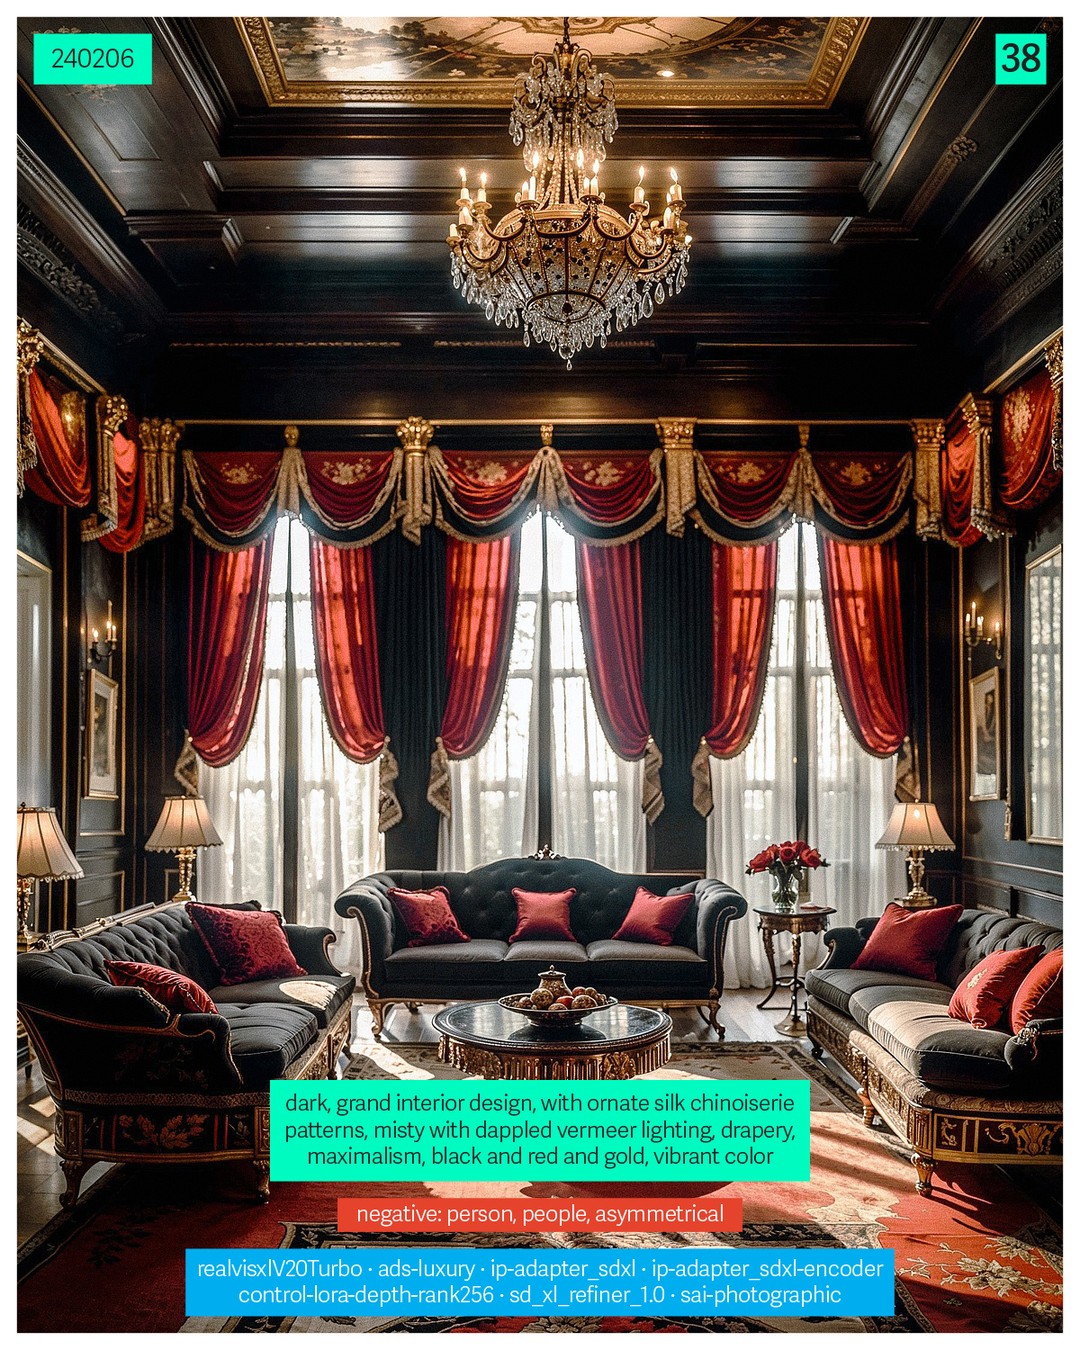 240206
38
dark, grand interior design, with ornate silk chinoiserie
patterns, misty with dappled vermeer lighting, drapery,
maximalism, black and red and gold, vibrant color
negative: person, people, asymmetrical
realvisxlV20Turbo · ads-luxury · ip-adapter_sdxl · ip-adapter_sdxl-encoder
control-lora-depth-rank256 · sd_xl_refiner_1.0 · sai-photographic